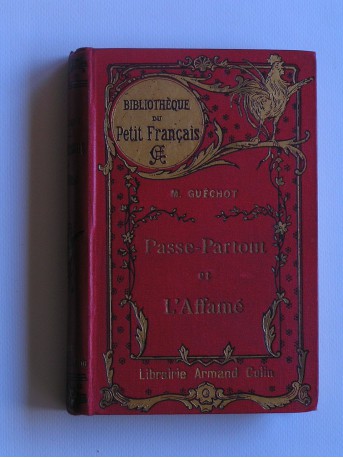 BIBLIOTHÈQUE
DU
Petit Français
M. GUÉCHOT
Passe-Partout
et
L'Affamé
Librairie Armand Colin